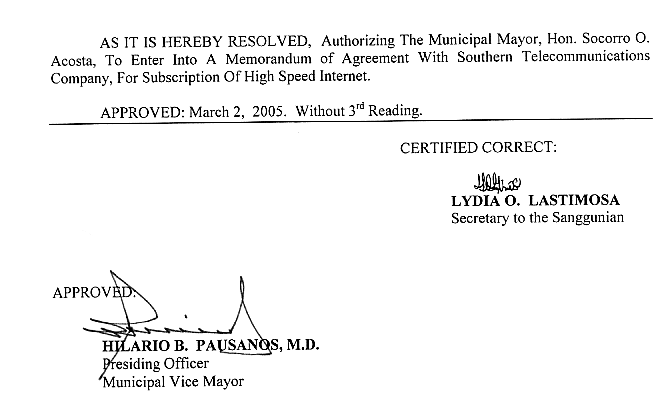 AS IT IS HEREBY RESOLVED, Authorizing The Municipal Mayor, Hon. Socorro O.
Acosta, To Enter Into A Memorandum of Agreement With Southern Telecommunications
Company, For Subscription Of High Speed Internet.
APPROVED: March 2, 2005. Without 3rd Reading.
CERTIFIED CORRECT:
LYDIA O. LASTIMOSA
Secretary to the Sanggunian
APPROVED:
HILARIO B. PAUSANOS, M.D.
Presiding Officer
Municipal Vice Mayor